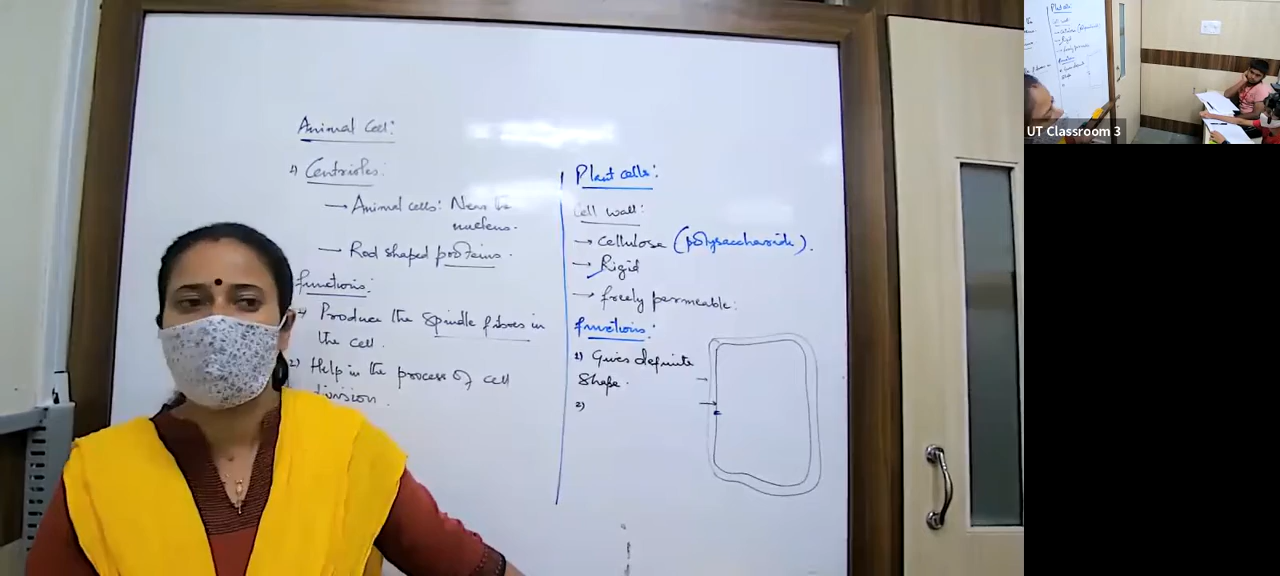 Animal Cell:
1) Centrioles:
→ Animal cells: Near the
nucleus.
→ Rod shaped proteins.
functions:
1) Produce the spindle fibres in
the cell.
2) Help in the process of cell
division.
Plant cells:
Cell wall:
→ Cellulose (polysaccharide).
→ Rigid
→ freely permeable:
functions:
1) Gives definite
shape.
2)
UT Classroom 3